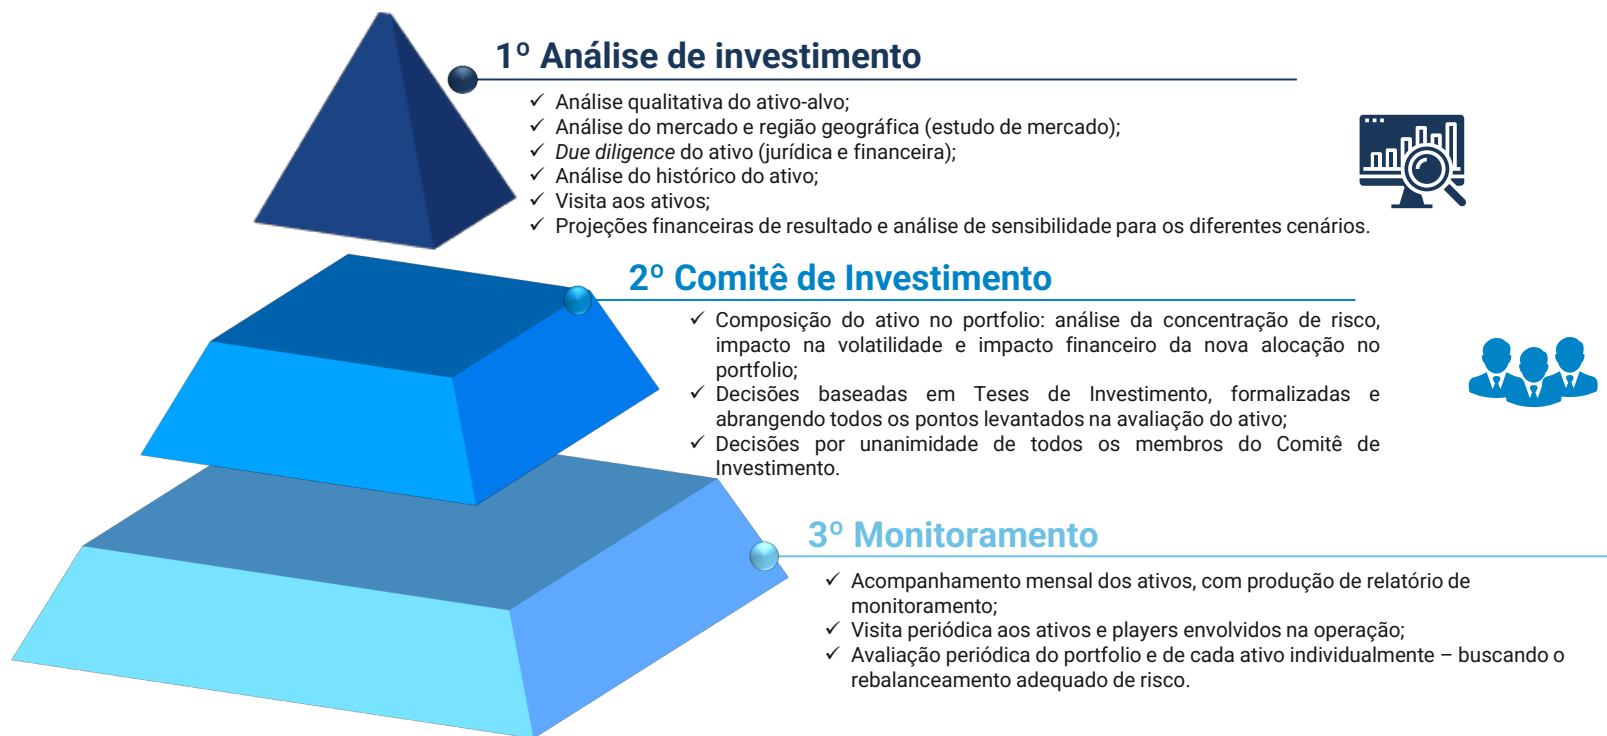 1º Análise de investimento
✓ Análise qualitativa do ativo-alvo;
✓ Análise do mercado e região geográfica (estudo de mercado);
✓ Due diligence do ativo (jurídica e financeira);
✓ Análise do histórico do ativo;
✓ Visita aos ativos;
✓ Projeções financeiras de resultado e análise de sensibilidade para os diferentes cenários.
2º Comitê de Investimento
✓ Composição do ativo no portfolio: análise da concentração de risco,
impacto na volatilidade e impacto financeiro da nova alocação no
portfolio;
✓ Decisões baseadas em Teses de Investimento, formalizadas e
abrangendo todos os pontos levantados na avaliação do ativo;
✓ Decisões por unanimidade de todos os membros do Comitê de
Investimento.
3º Monitoramento
✓ Acompanhamento mensal dos ativos, com produção de relatório de
monitoramento;
✓ Visita periódica aos ativos e players envolvidos na operação;
✓ Avaliação periódica do portfolio e de cada ativo individualmente – buscando o
rebalanceamento adequado de risco.